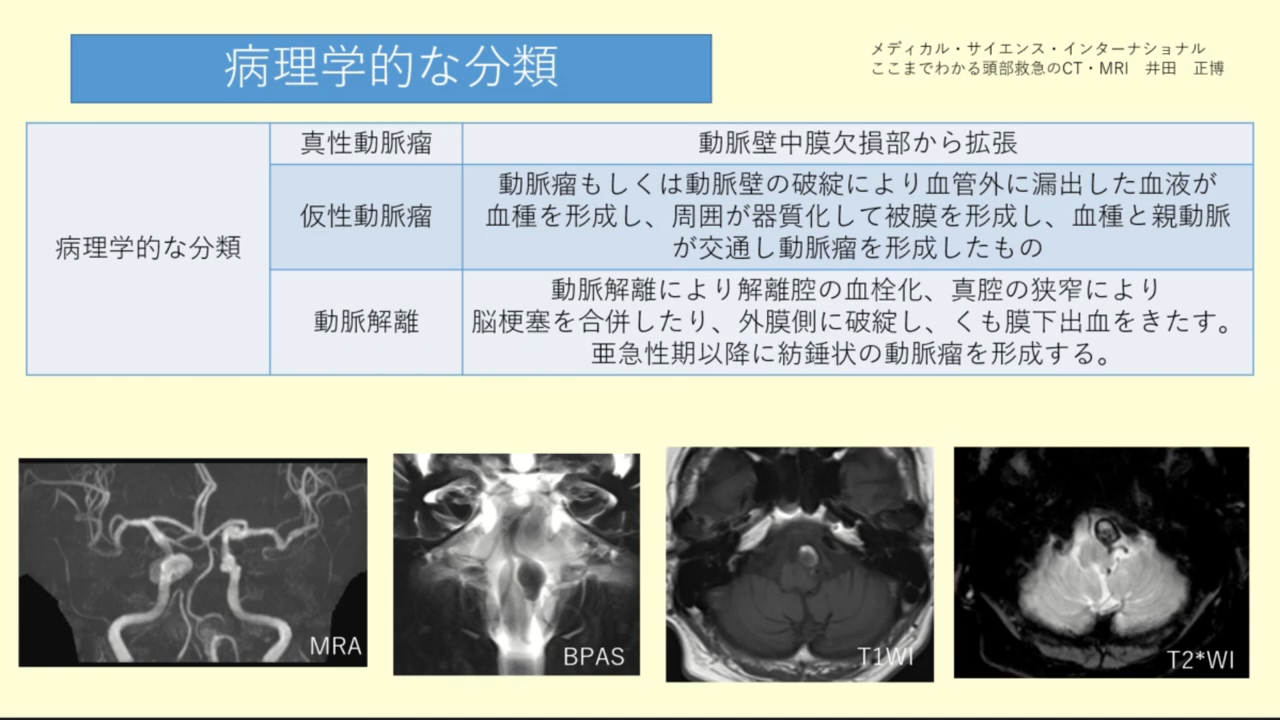 病理学的な分類
メディカル・サイエンス・インターナショナル
ここまでわかる頭部救急のCT・MRI 井田 正博
病理学的な分類
真性動脈瘤
動脈壁中膜欠損部から拡張
仮性動脈瘤
動脈瘤もしくは動脈壁の破綻により血管外に漏出した血液が
血種を形成し、周囲が器質化して被膜を形成し、血種と親動脈
が交通し動脈瘤を形成したもの
動脈解離
動脈解離により解離腔の血栓化、真腔の狭窄により
脳梗塞を合併したり、外膜側に破綻し、くも膜下出血をきたす。
亜急性期以降に紡錘状の動脈瘤を形成する。
MRA
BPAS
T1WI
T2*WI